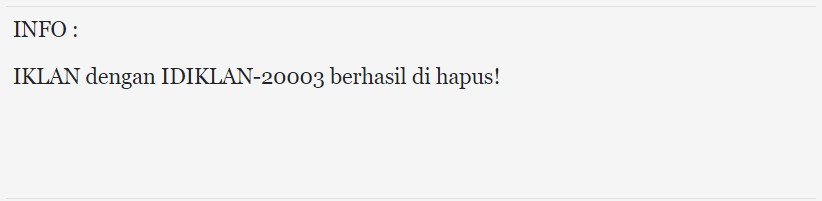 INFO :
IKLAN dengan IDIKLAN-20003 berhasil di hapus!